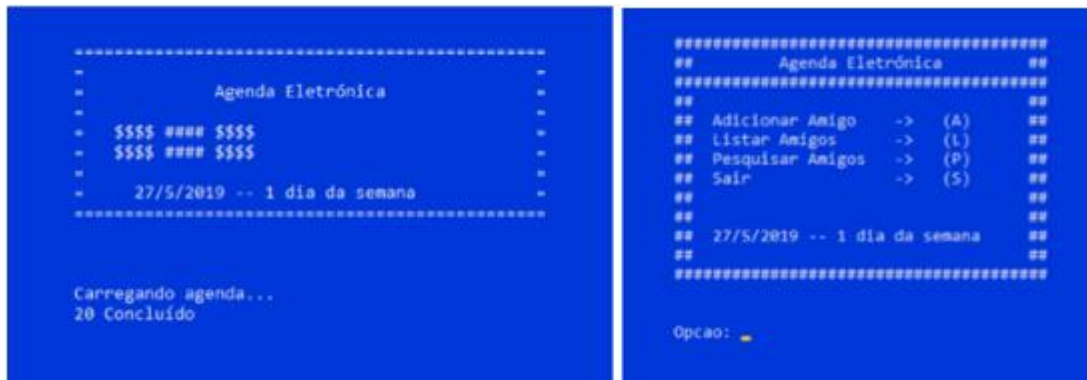 ===============================================
=                                             =
=             Agenda Eletrónica               =
=                                             =
=   $$$$ #### $$$$                            =
=   $$$$ #### $$$$                            =
=                                             =
=     27/5/2019 -- 1 dia da semana            =
===============================================
Carregando agenda...
20 Concluído
#######################################
##         Agenda Eletrónica         ##
#######################################
##                                   ##
##  Adicionar Amigo    ->   (A)      ##
##  Listar Amigos      ->   (L)      ##
##  Pesquisar Amigos   ->   (P)      ##
##  Sair               ->   (S)      ##
##                                   ##
##                                   ##
##  27/5/2019 -- 1 dia da semana     ##
##                                   ##
#######################################
Opcao: _